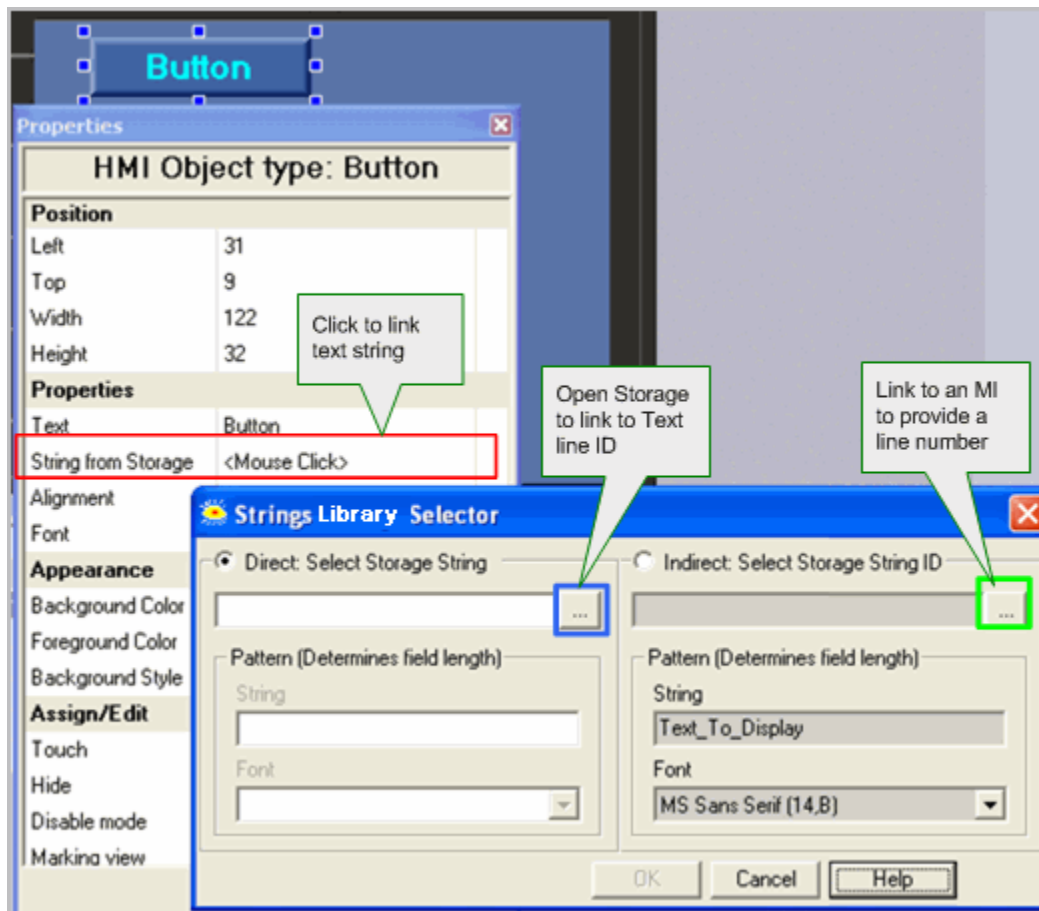 Button
Properties
HMI Object type: Button
Position
Left 31
Top 9
Width 122
Height 32
Click to link
text string
Properties
Text Button
String from Storage <Mouse Click>
Alignment
Font
Appearance
Background Color
Foreground Color
Background Style
Assign/Edit
Touch
Hide
Disable mode
Marking view
Open Storage
to link to Text
line ID
Link to an MI
to provide a
line number
Strings Library Selector
Direct: Select Storage String
...
Pattern (Determines field length)
String
Font
Indirect: Select Storage String ID
...
Pattern (Determines field length)
String
Text_To_Display
Font
MS Sans Serif (14,B)
OK Cancel Help